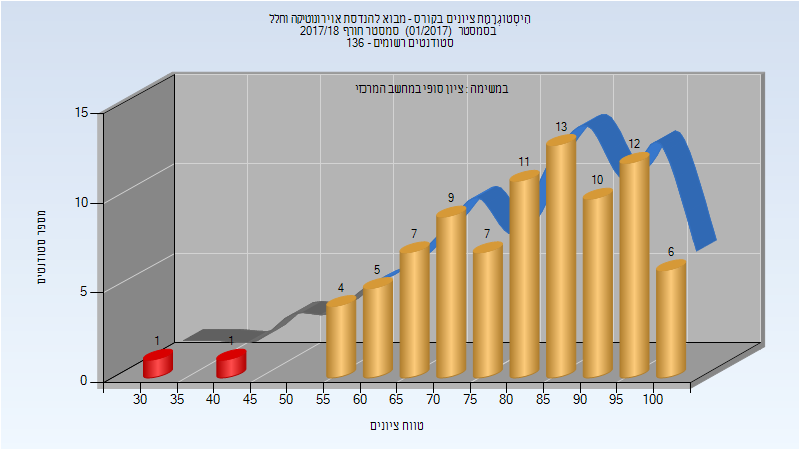 היסטוגרמת ציונים בקורס - מבוא להנדסת אוירונוטיקה וחלל
בסמסטר (01/2017) סמסטר חורף 2017/18
סטודנטים רשומים - 136
במשימה : ציון סופי במחשב המרכזי
מספר סטודנטים
15
10
5
0
1
1
4
5
7
9
7
11
13
10
12
6
30 35 40 45 50 55 60 65 70 75 80 85 90 95 100
טווח ציונים